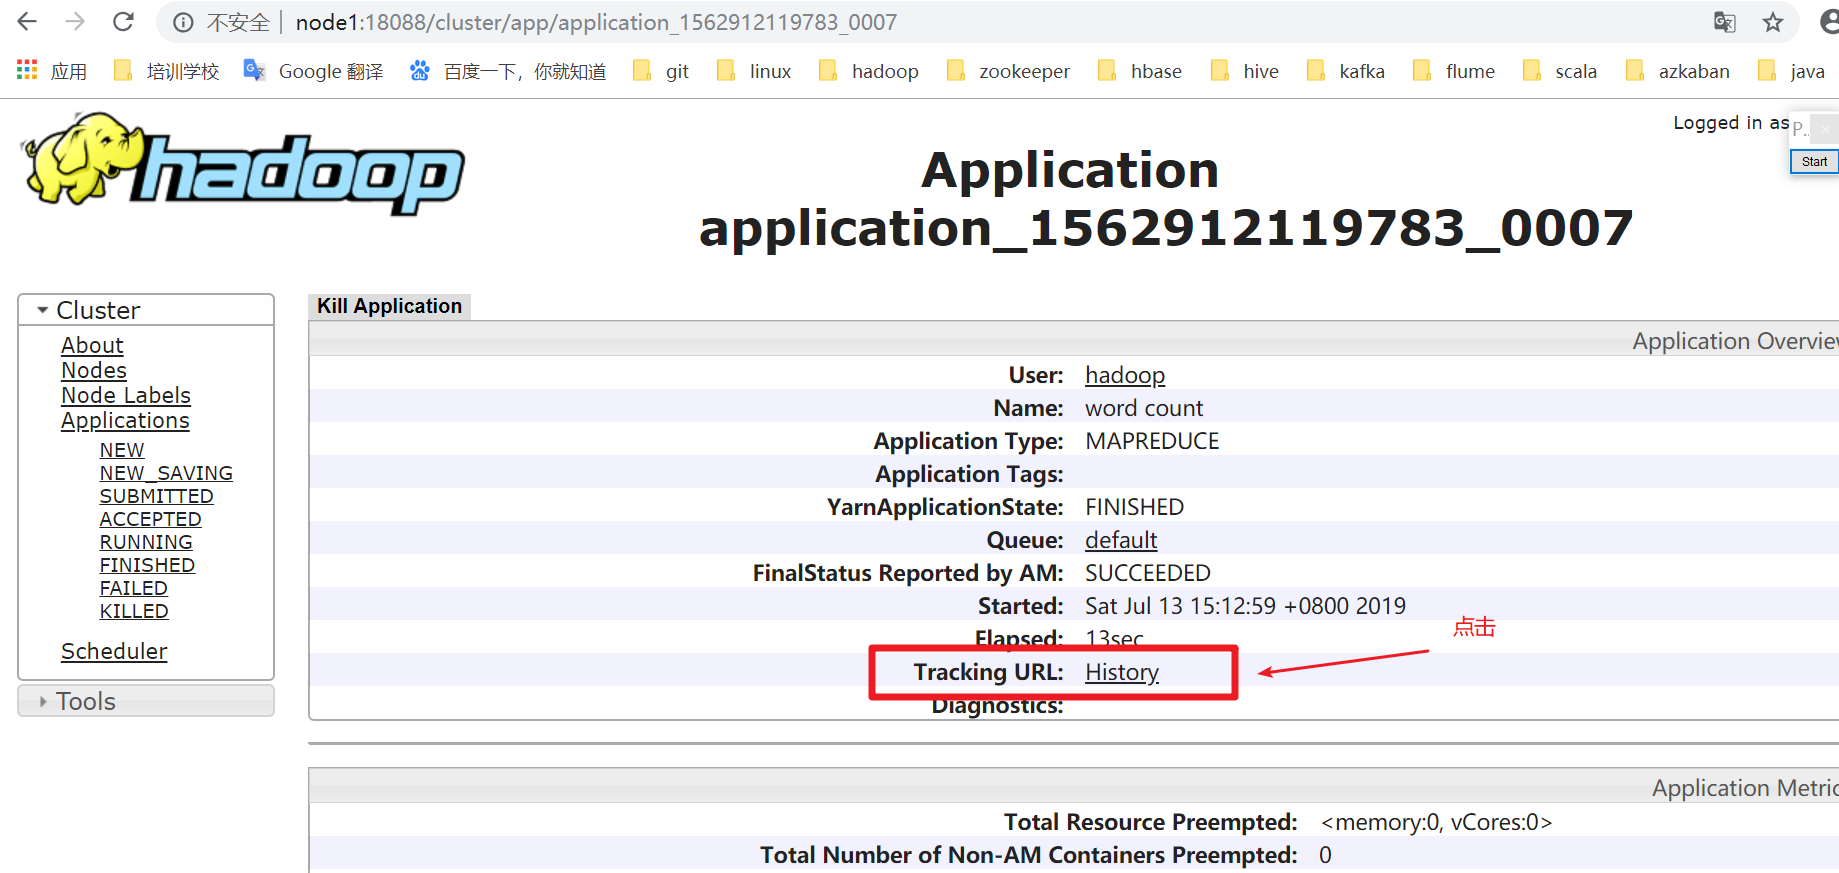 不安全 node1:18088/cluster/app/application_1562912119783_0007
应用 培训学校 Google 翻译 百度一下，你就知道 git linux hadoop zookeeper hbase hive kafka flume scala azkaban java
hadoop
Logged in as
P...
Start
Application
application_1562912119783_0007
Cluster
About
Nodes
Node Labels
Applications
NEW
NEW_SAVING
SUBMITTED
ACCEPTED
RUNNING
FINISHED
FAILED
KILLED
Scheduler
Tools
Kill Application
Application Overvie
User: hadoop
Name: word count
Application Type: MAPREDUCE
Application Tags:
YarnApplicationState: FINISHED
Queue: default
FinalStatus Reported by AM: SUCCEEDED
Started: Sat Jul 13 15:12:59 +0800 2019
Elapsed: 13sec
点击
Tracking URL: History
Diagnostics:
Application Metric
Total Resource Preempted: <memory:0, vCores:0>
Total Number of Non-AM Containers Preempted: 0